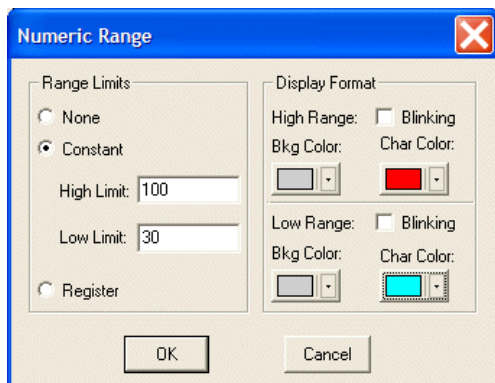 Numeric Range
Range Limits
None
Constant
High Limit: 100
Low Limit: 30
Register
Display Format
High Range: Blinking
Bkg Color: Char Color:
Low Range: Blinking
Bkg Color: Char Color:
OK Cancel